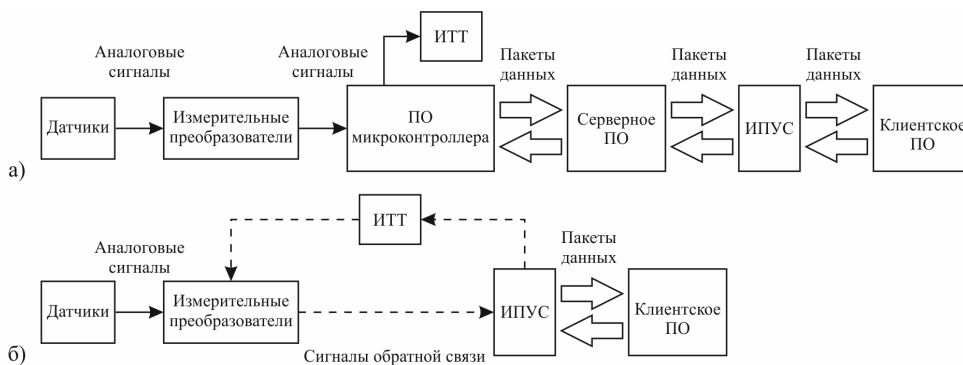 ИТТ
Аналоговые
сигналы
Аналоговые
сигналы
Пакеты
данных
Пакеты
данных
Пакеты
данных
Датчики
Измерительные
преобразователи
ПО
микроконтроллера
Серверное
ПО
ИПУС
Клиентское
ПО
а)
ИТТ
Аналоговые
сигналы
Пакеты
данных
Датчики
Измерительные
преобразователи
ИПУС
Клиентское
ПО
Сигналы обратной связи
б)